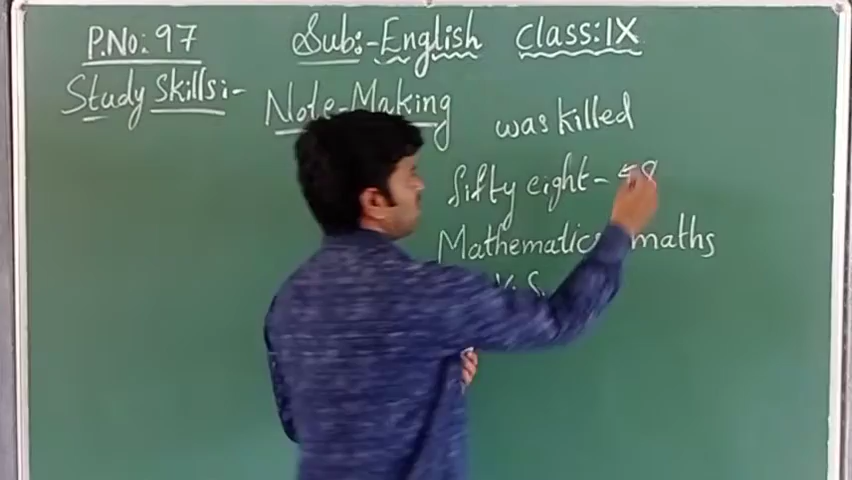 P.No: 97 Sub:- English Class: IX
Study Skills:- Note-Making
was killed
fifty eight - 58
Mathematics maths